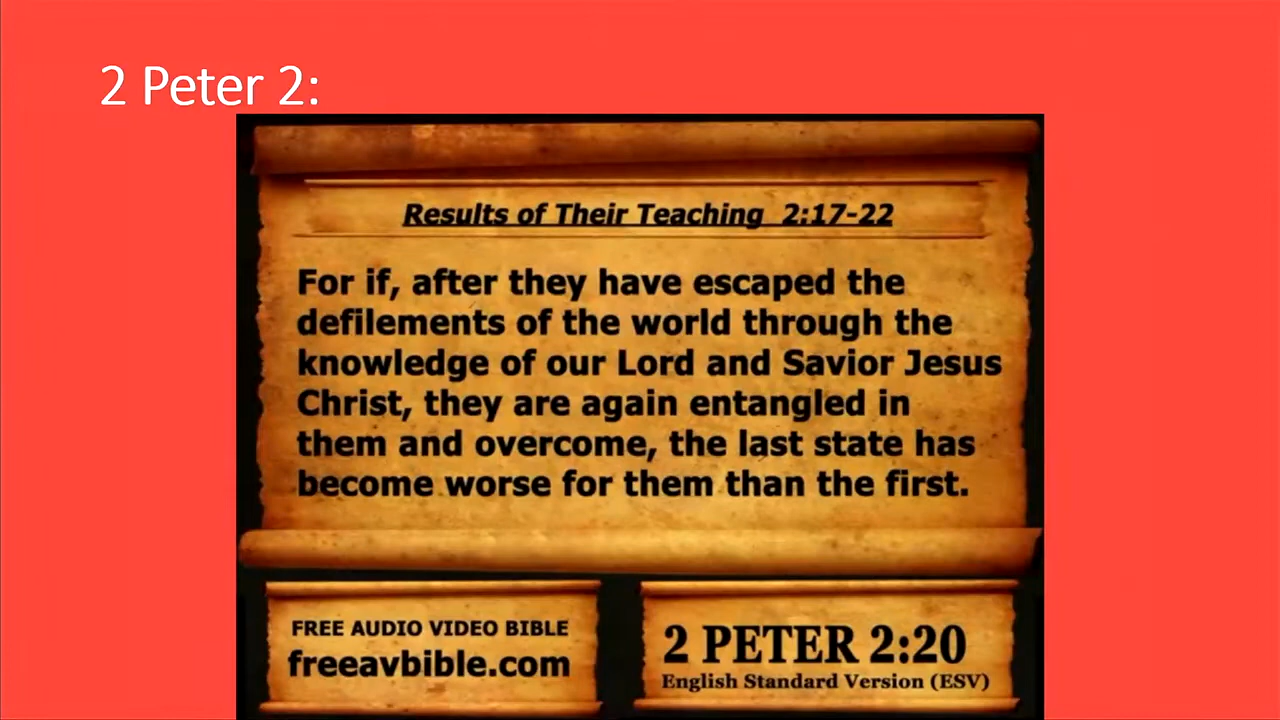 2 Peter 2:
Results of Their Teaching 2:17-22
For if, after they have escaped the
defilements of the world through the
knowledge of our Lord and Savior Jesus
Christ, they are again entangled in
them and overcome, the last state has
become worse for them than the first.
FREE AUDIO VIDEO BIBLE
freeavbible.com
2 PETER 2:20
English Standard Version (ESV)